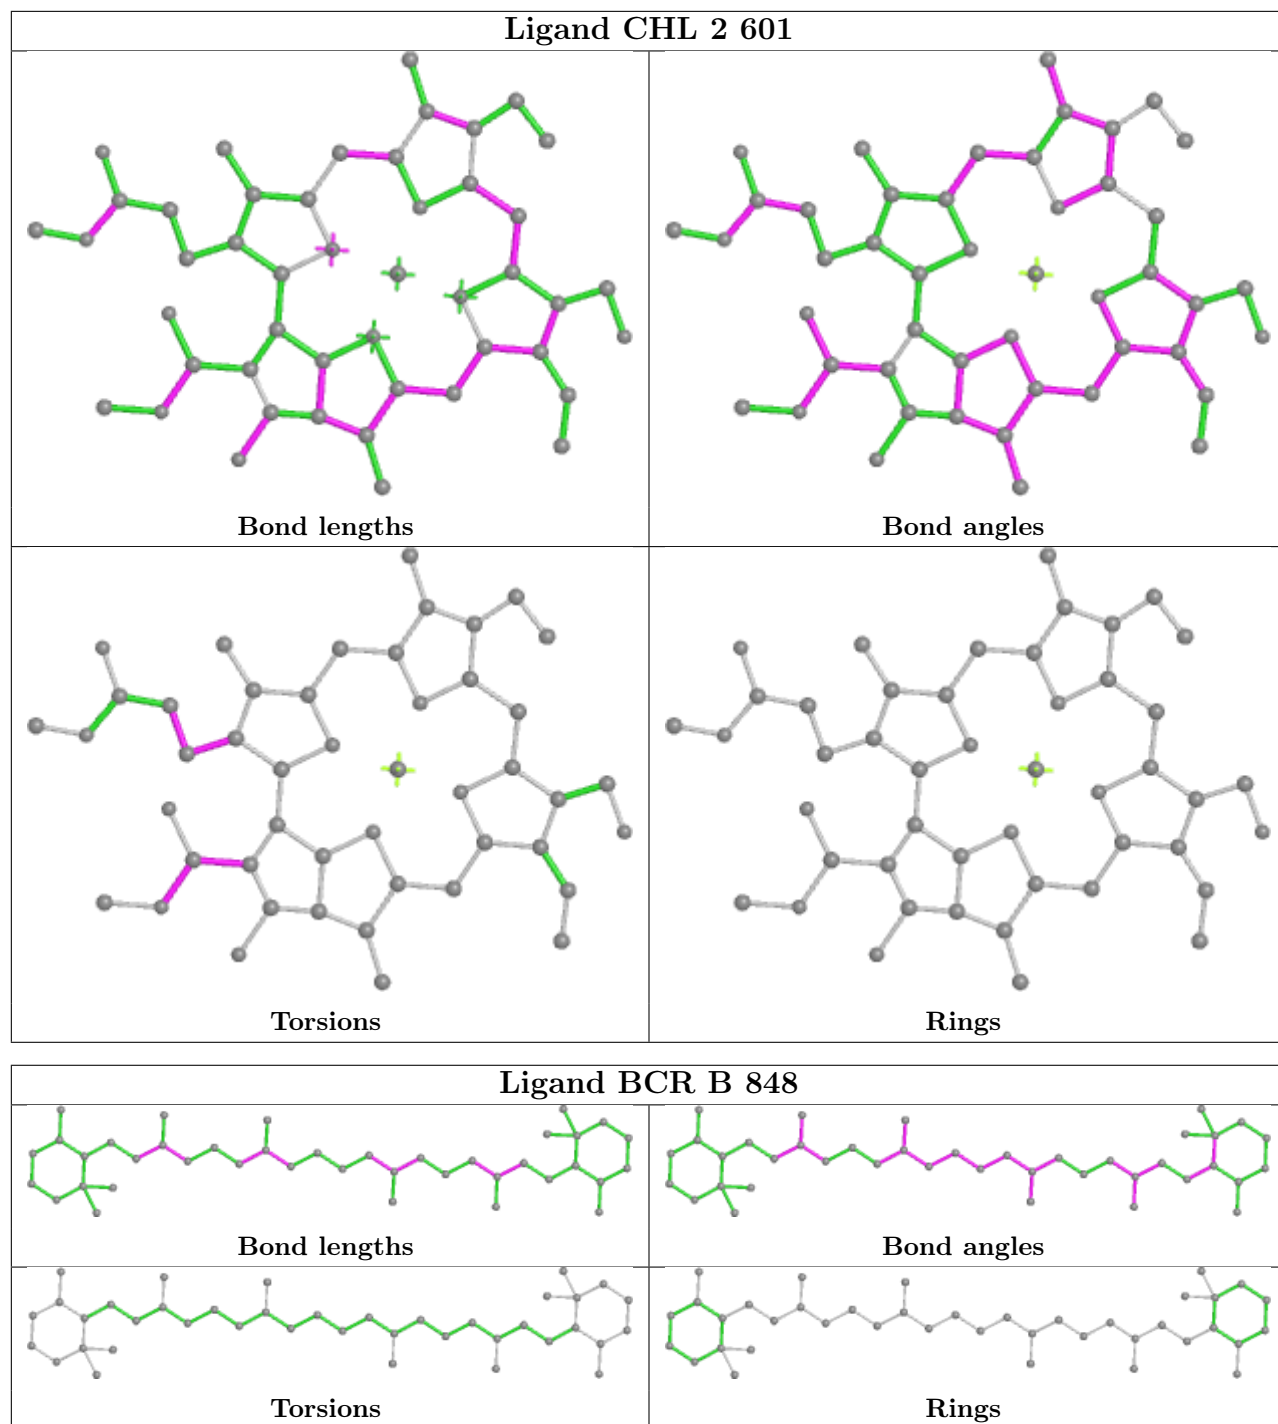 Ligand CHL 2 601
Bond lengths
Bond angles
Torsions
Rings
Ligand BCR B 848
Bond lengths
Bond angles
Torsions
Rings